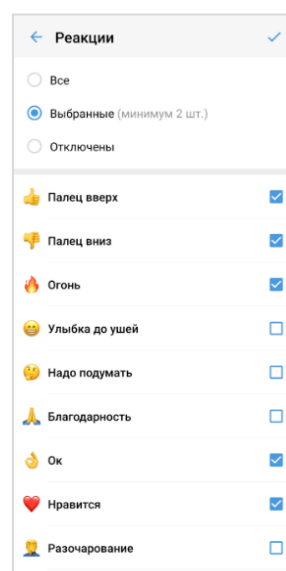 Реакции
Все
Выбранные (минимум 2 шт.)
Отключены
Палец вверх
Палец вниз
Огонь
Улыбка до ушей
Надо подумать
Благодарность
Ок
Нравится
Разочарование